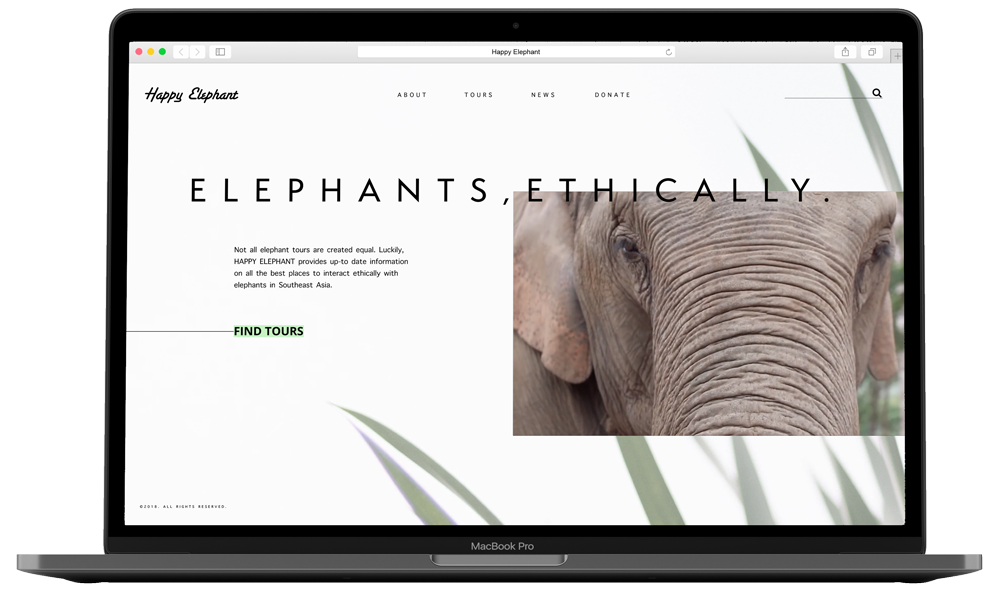 Happy Elephant
Happy Elephant
ABOUT TOURS NEWS DONATE
ELEPHANTS, ETHICALLY.
Not all elephant tours are created equal. Luckily,
HAPPY ELEPHANT provides up-to date information
on all the best places to interact ethically with
elephants in Southeast Asia.
FIND TOURS
©2018. ALL RIGHTS RESERVED.
MacBook Pro